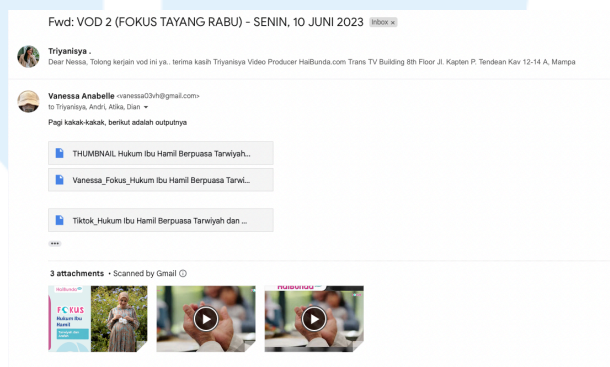 Fwd: VOD 2 (FOKUS TAYANG RABU) - SENIN, 10 JUNI 2023 Inbox ×
Triyanisya .
Dear Nessa, Tolong kerjain vod ini ya.. terima kasih Triyanisya Video Producer HaiBunda.com Trans TV Building 8th Floor Jl. Kapten P. Tendean Kav 12-14 A, Mampa
Vanessa Anabelle <vanessa03vh@gmail.com>
to Triyanisya, Andri, Atika, Dian
Pagi kakak-kakak, berikut adalah outputnya
THUMBNAIL Hukum Ibu Hamil Berpuasa Tarwiyah...
Vanessa_Fokus_Hukum Ibu Hamil Berpuasa Tarwi...
Tiktok_Hukum Ibu Hamil Berpuasa Tarwiyah dan ...
3 attachments • Scanned by Gmail
HaiBunda
FOKUS
Hukum Ibu
Hamil
HaiBunda